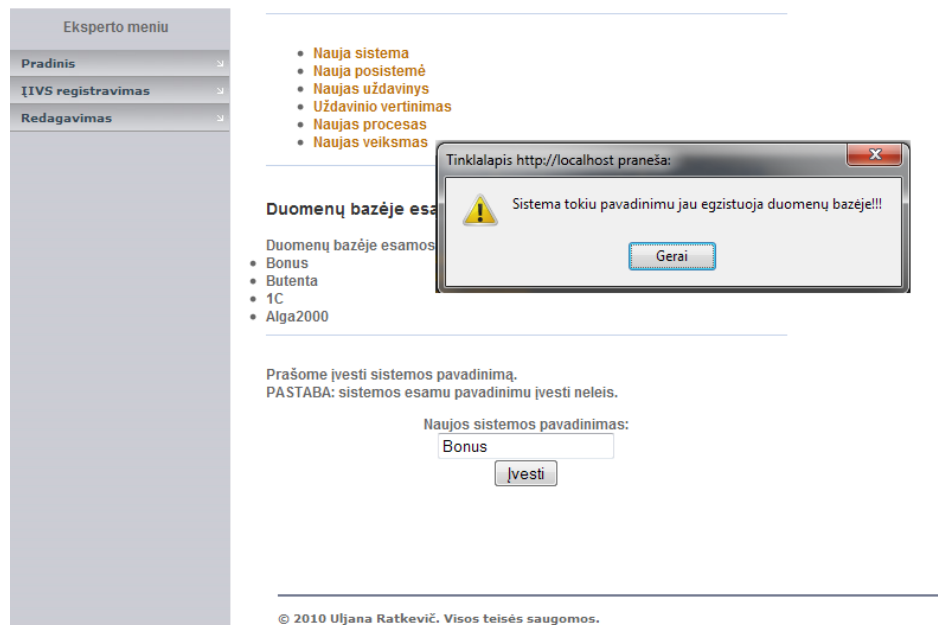 Eksperto meniu
Pradinis
ĮIVS registravimas
Redagavimas
Nauja sistema
Nauja posistemė
Naujas uždavinys
Uždavinio vertinimas
Naujas procesas
Naujas veiksmas
Tinklalapis http://localhost praneša:
Sistema tokiu pavadinimu jau egzistuoja duomenų bazėje!!!
Gerai
Duomenų bazėje
Duomenų bazėje esamos
Bonus
Butenta
1C
Alga2000
Prašome įvesti sistemos pavadinimą.
PASTABA: sistemos esamu pavadinimu įvesti neleis.
Naujos sistemos pavadinimas:
Bonus
Įvesti
© 2010 Uljana Ratkevič. Visos teisės saugomos.